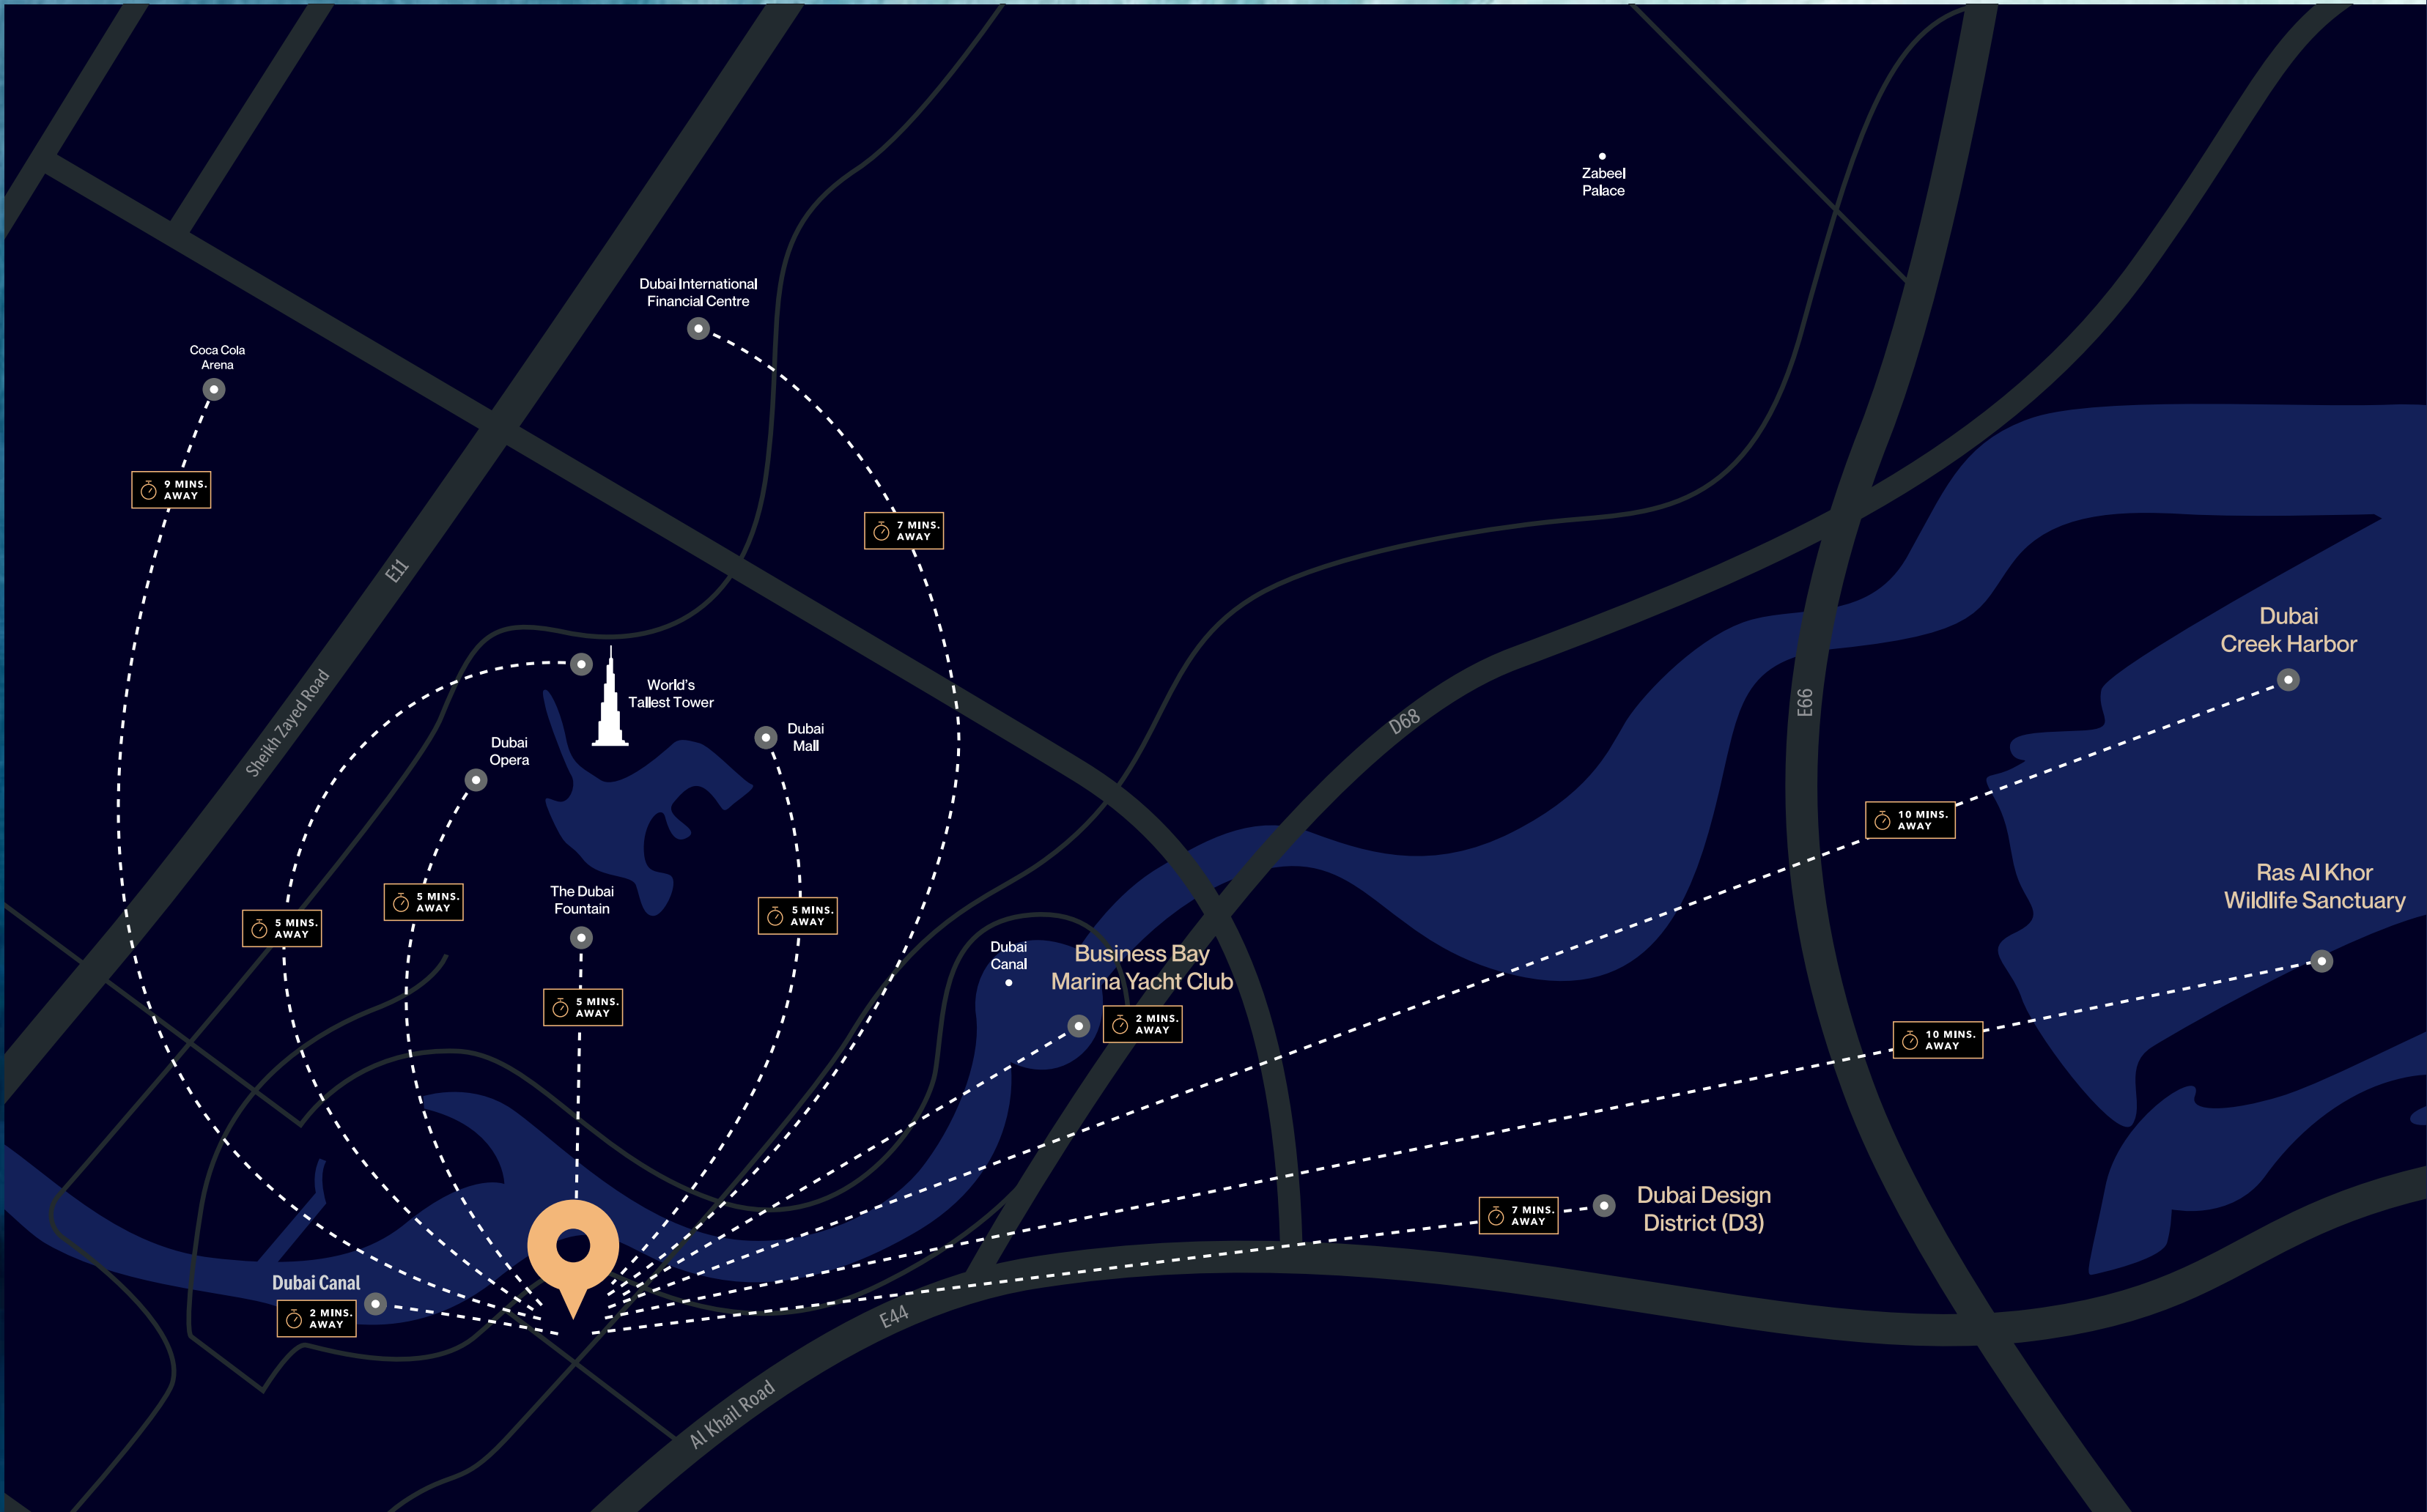 Zabeel
Palace
Dubai International
Financial Centre
Coca Cola
Arena
9 MINS.
AWAY
7 MINS.
AWAY
E11
Sheikh Zayed Road
World's
Tallest Tower
Dubai
Opera
Dubai
Mall
D68
E66
Dubai
Creek Harbor
10 MINS.
AWAY
5 MINS.
AWAY
5 MINS.
AWAY
The Dubai
Fountain
5 MINS.
AWAY
5 MINS.
AWAY
Ras Al Khor
Wildlife Sanctuary
10 MINS.
AWAY
Dubai
Canal
Business Bay
Marina Yacht Club
2 MINS.
AWAY
Dubai Design
District (D3)
7 MINS.
AWAY
Dubai Canal
2 MINS.
AWAY
E44
Al Khail Road